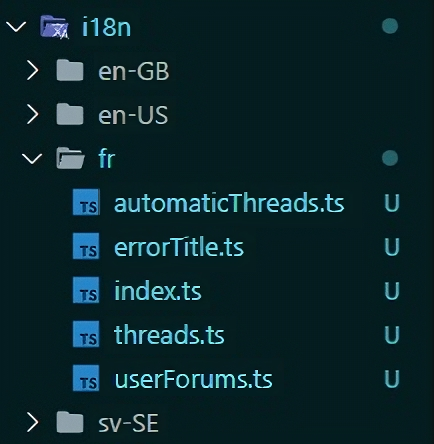 i18n
en-GB
en-US
fr
TS automaticThreads.ts U
TS errorTitle.ts U
TS index.ts U
TS threads.ts U
TS userForums.ts U
sv-SE